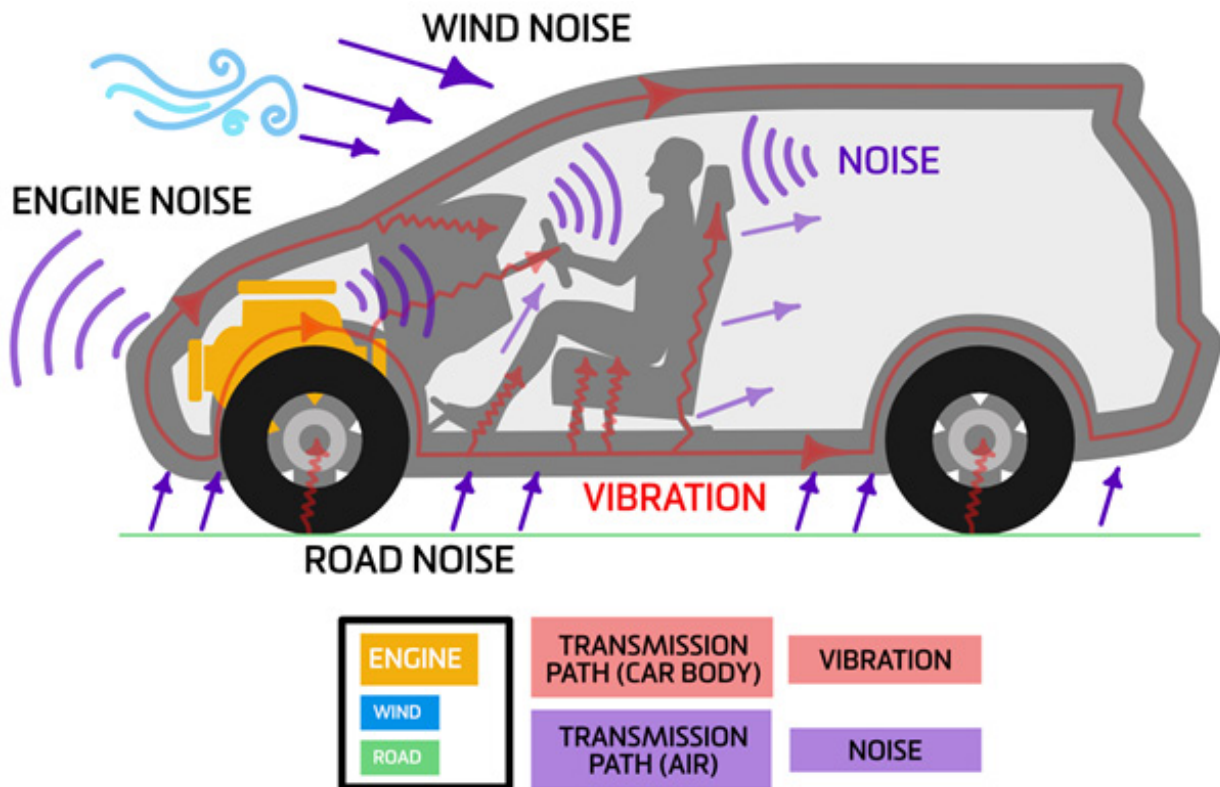 WIND NOISE
ENGINE NOISE
NOISE
VIBRATION
ROAD NOISE
ENGINE
WIND
ROAD
TRANSMISSION
PATH (CAR BODY)
VIBRATION
TRANSMISSION
PATH (AIR)
NOISE